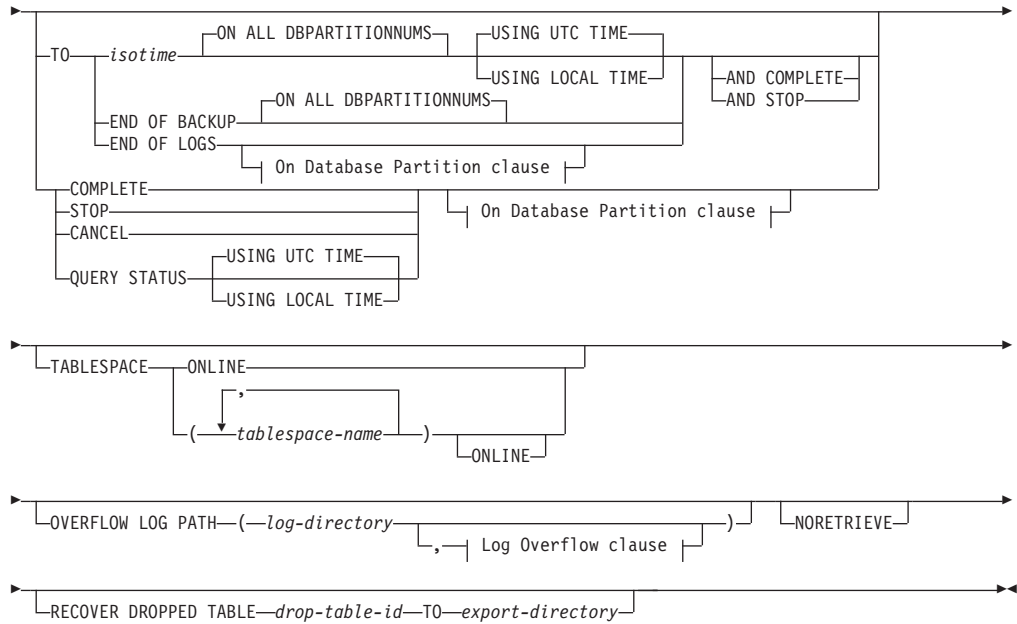 ON ALL DBPARTITIONNUMS USING UTC TIME
TO isotime
USING LOCAL TIME AND COMPLETE
ON ALL DBPARTITIONNUMS AND STOP
END OF BACKUP
END OF LOGS
On Database Partition clause
COMPLETE
STOP On Database Partition clause
CANCEL
USING UTC TIME
QUERY STATUS
USING LOCAL TIME
TABLESPACE ONLINE
,
( tablespace-name )
ONLINE
OVERFLOW LOG PATH ( log-directory ) NORETRIEVE
, Log Overflow clause
RECOVER DROPPED TABLE drop-table-id TO export-directory